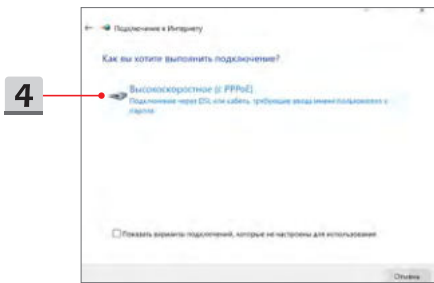 Подключение к Интернету
Как вы хотите выполнить подключение?
4
Высокоскоростное (с PPPoE)
Подключение через DSL или кабель, требующее ввода имени пользователя и
пароля
Показать варианты подключений, которые не настроены для использования
Отмена